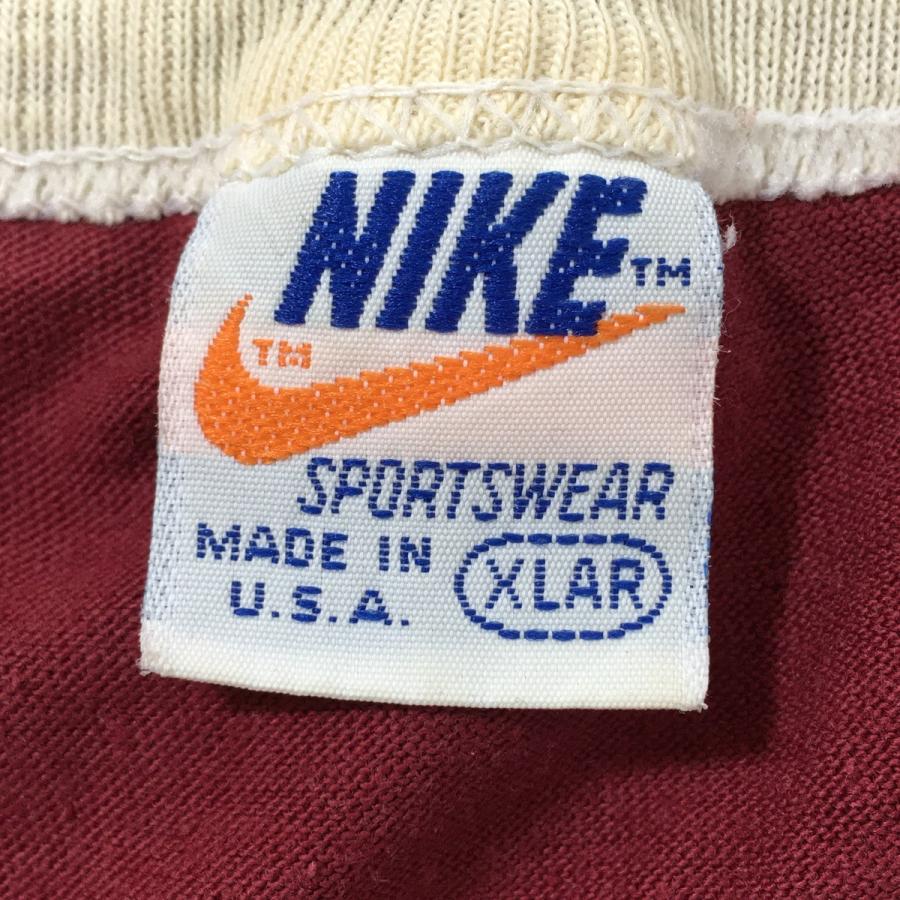 NIKE™
™
SPORTSWEAR
MADE IN
U.S.A.
XLAR